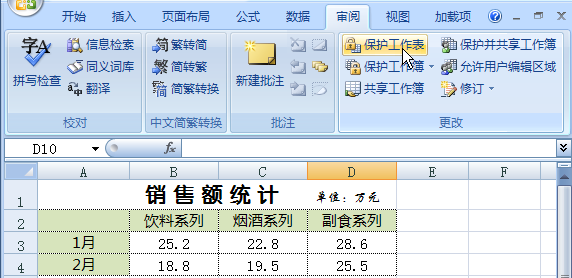 开始 插入 页面布局 公式 数据 审阅 视图 加载项
字A 拼写检查
信息检索
同义词库
翻译
校对
繁转简
简转繁
简繁转换
中文简繁转换
新建批注
批注
保护工作表 保护并共享工作簿
保护工作簿 允许用户编辑区域
共享工作簿 修订
更改
D10 fx
A B C D E F
1 销售额统计 单位：万元
2 饮料系列 烟酒系列 副食系列
3 1月 25.2 22.8 28.6
4 2月 18.8 19.5 25.5